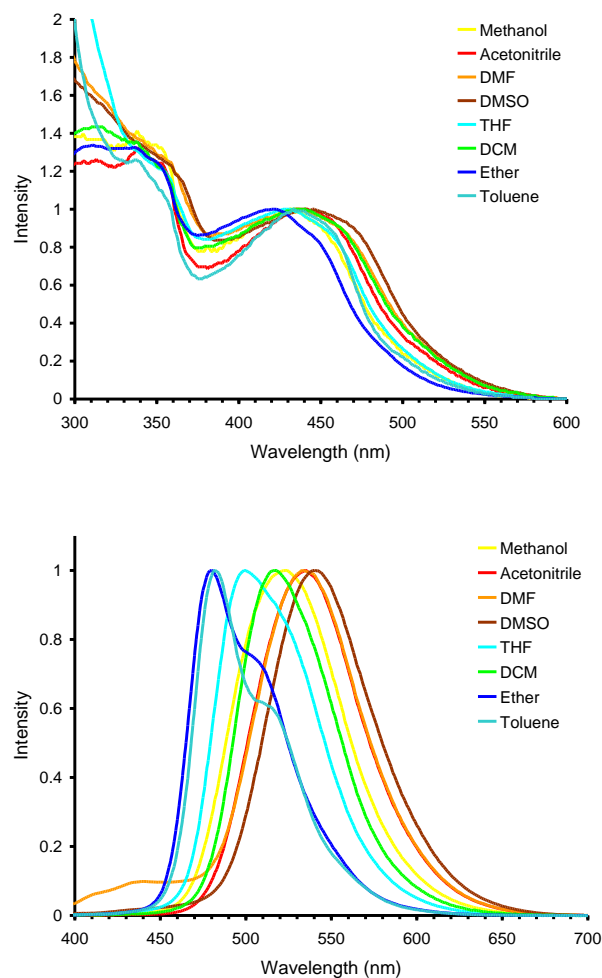 2
1.8
1.6
1.4
1.2
1
0.8
0.6
0.4
0.2
0
Intensity
300 350 400 450 500 550 600
Wavelength (nm)
Methanol
Acetonitrile
DMF
DMSO
THF
DCM
Ether
Toluene
1
0.8
0.6
0.4
0.2
0
Intensity
400 450 500 550 600 650 700
Wavelength (nm)
Methanol
Acetonitrile
DMF
DMSO
THF
DCM
Ether
Toluene